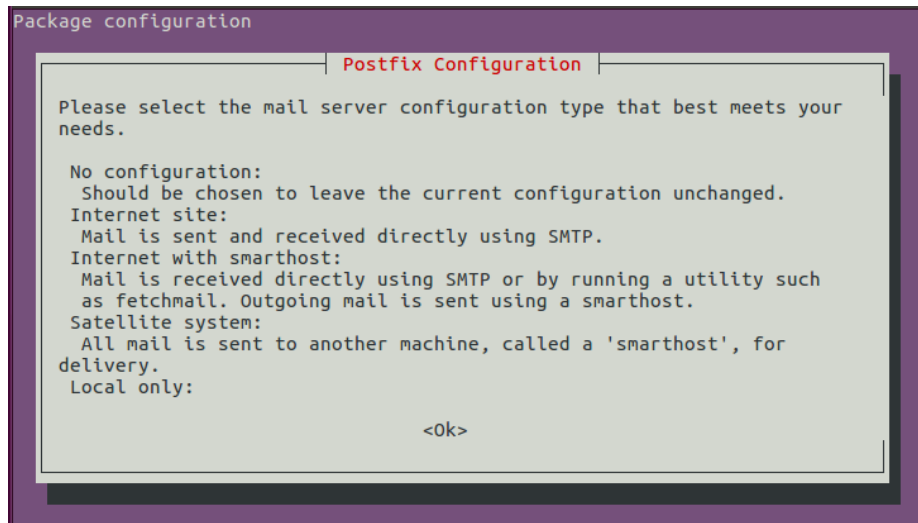 Package configuration
Postfix Configuration
Please select the mail server configuration type that best meets your
needs.
No configuration:
Should be chosen to leave the current configuration unchanged.
Internet site:
Mail is sent and received directly using SMTP.
Internet with smarthost:
Mail is received directly using SMTP or by running a utility such
as fetchmail. Outgoing mail is sent using a smarthost.
Satellite system:
All mail is sent to another machine, called a 'smarthost', for
delivery.
Local only:
<Ok>